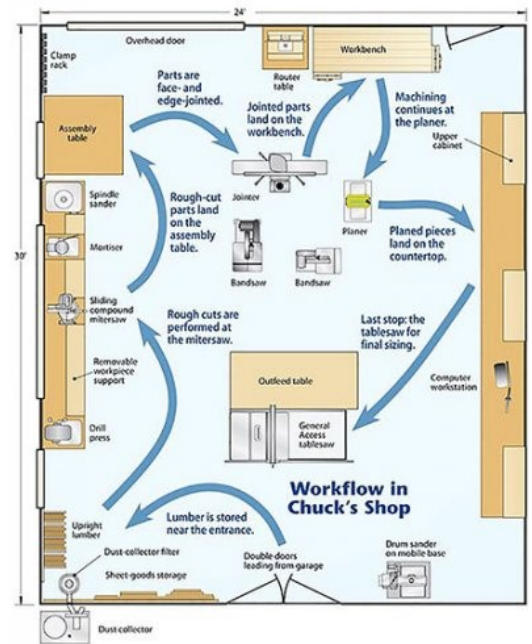 24'
Overhead door
Clamp
rack
Router
table
Workbench
Parts are
face- and
edge-jointed.
Jointed parts
land on the
workbench.
Machining
continues
at the
planer.
Assembly
table
Upper
cabinet
Jointer
Planer
Spindle
sander
Rough-cut
parts land
on the
assembly
table.
Planed pieces
land on the
countertop.
Mortiser
30'
Bandsaw
Bandsaw
Sliding
compound
mitersaw
Rough cuts are
performed at
the mitersaw.
Last stop: the
tablesaw for
final sizing.
Removable
workpiece
support
Outfeed table
Computer
workstation
Drill
press
General
Access
tablesaw
Workflow in
Chuck's Shop
Upright
lumber
Lumber is stored
near the entrance.
Dust-collector filter
Double doors
leading from garage
Drum sander
on mobile base
Sheet-goods storage
Dust collector